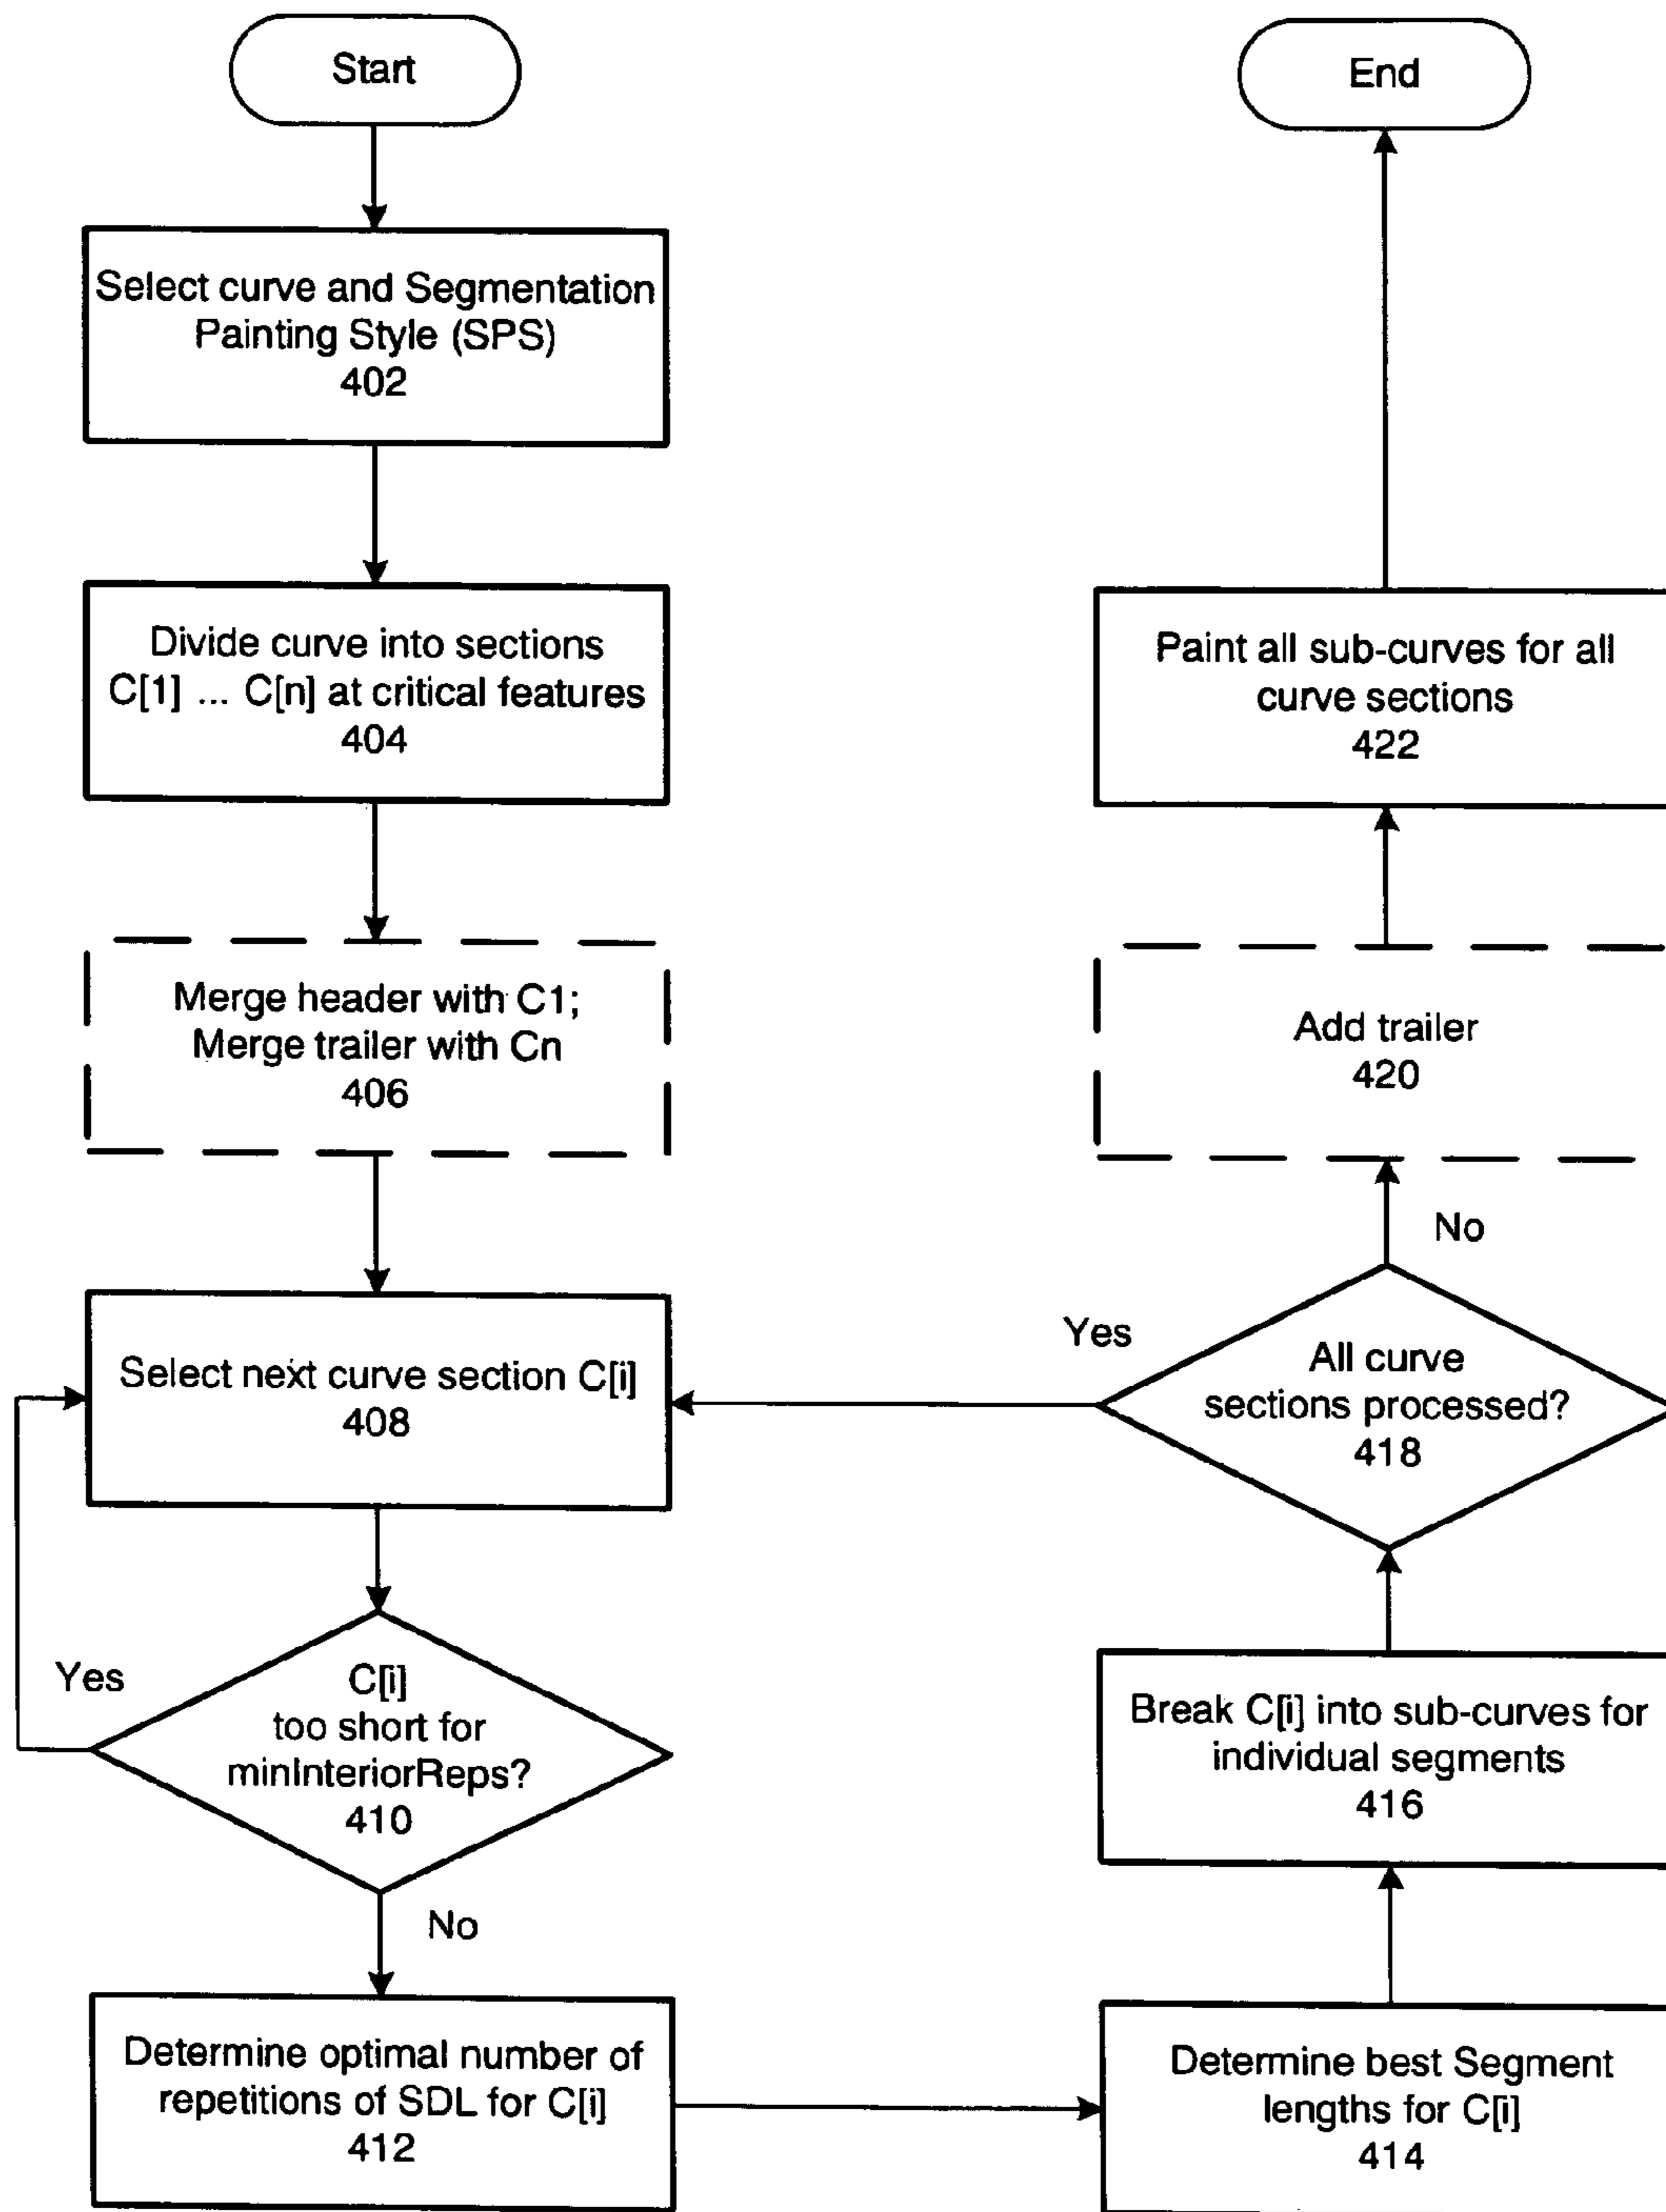 Start
Select curve and Segmentation
Painting Style (SPS)
402
Divide curve into sections
C[1] ... C[n] at critical features
404
Merge header with C1;
Merge trailer with Cn
406
Select next curve section C[i]
408
Yes
C[i]
too short for
minInteriorReps?
410
No
Determine optimal number of
repetitions of SDL for C[i]
412
Determine best Segment
lengths for C[i]
414
Break C[i] into sub-curves for
individual segments
416
All curve
sections processed?
418
Yes
No
Add trailer
420
Paint all sub-curves for all
curve sections
422
End